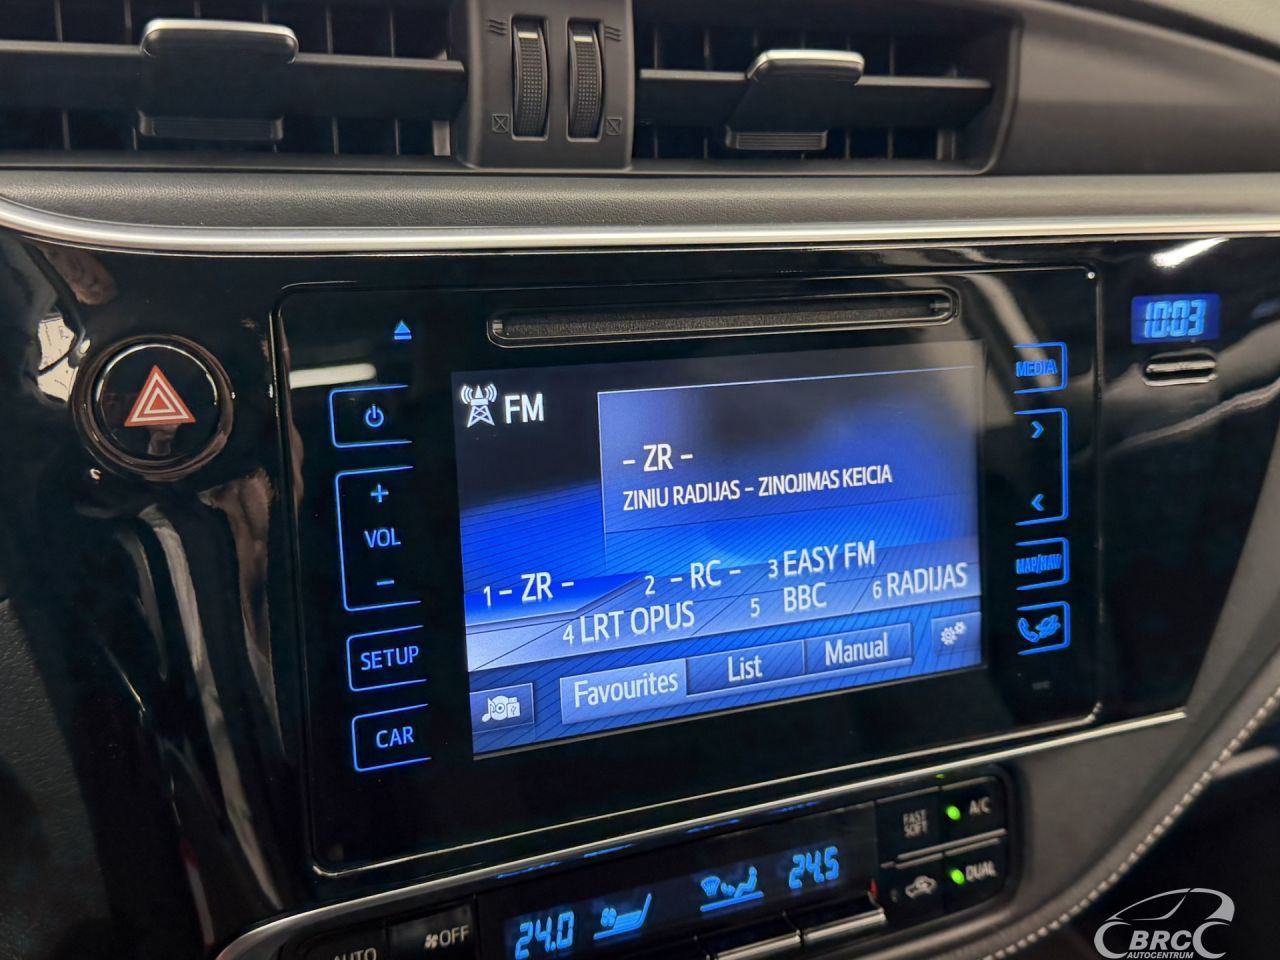 10:03
MEDIA
FM
- ZR -
ZINIU RADIJAS - ZINOJIMAS KEICIA
VOL
MAP/NAV
1 - ZR -
2 - RC -
3 EASY FM
4 LRT OPUS
5 BBC
6 RADIJAS
SETUP
Favourites
List
Manual
CAR
FAST
SOFT
A/C
DUAL
24.5
24.0
AUTO
OFF
BRC
AUTOCENTRUM